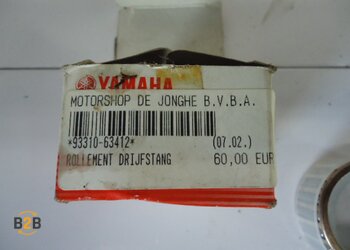 YAMAHA
MOTORSHOP DE JONGHE B.V.B.A.
*93310-63412* (07.02.)
ROLLEMENT DRIJFSTANG 60,00 EUR
B2B